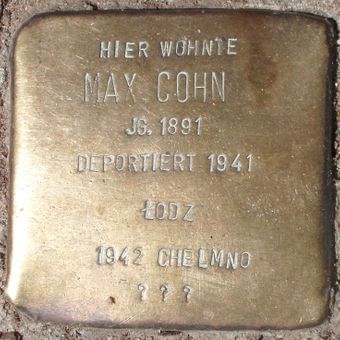 HIER WOHNTE
MAX COHN
JG. 1891
DEPORTIERT 1941
ŁODZ
1942 CHELMNO
? ? ?